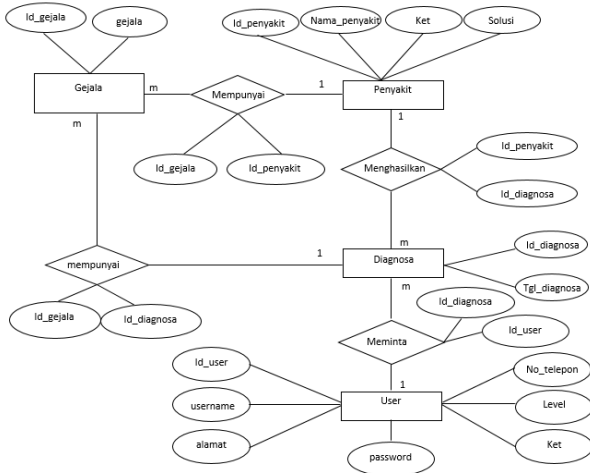 Id_gejala
gejala
Id_penyakit
Nama_penyakit
Ket
Solusi
Gejala
m
Mempunyai
1
Penyakit
m
1
Id_gejala
Id_penyakit
Menghasilkan
Id_penyakit
Id_diagnosa
mempunyai
1
m
Diagnosa
m
Id_diagnosa
Tgl_diagnosa
Id_gejala
Id_diagnosa
Id_diagnosa
Id_user
Meminta
Id_user
username
alamat
1
User
password
No_telepon
Level
Ket